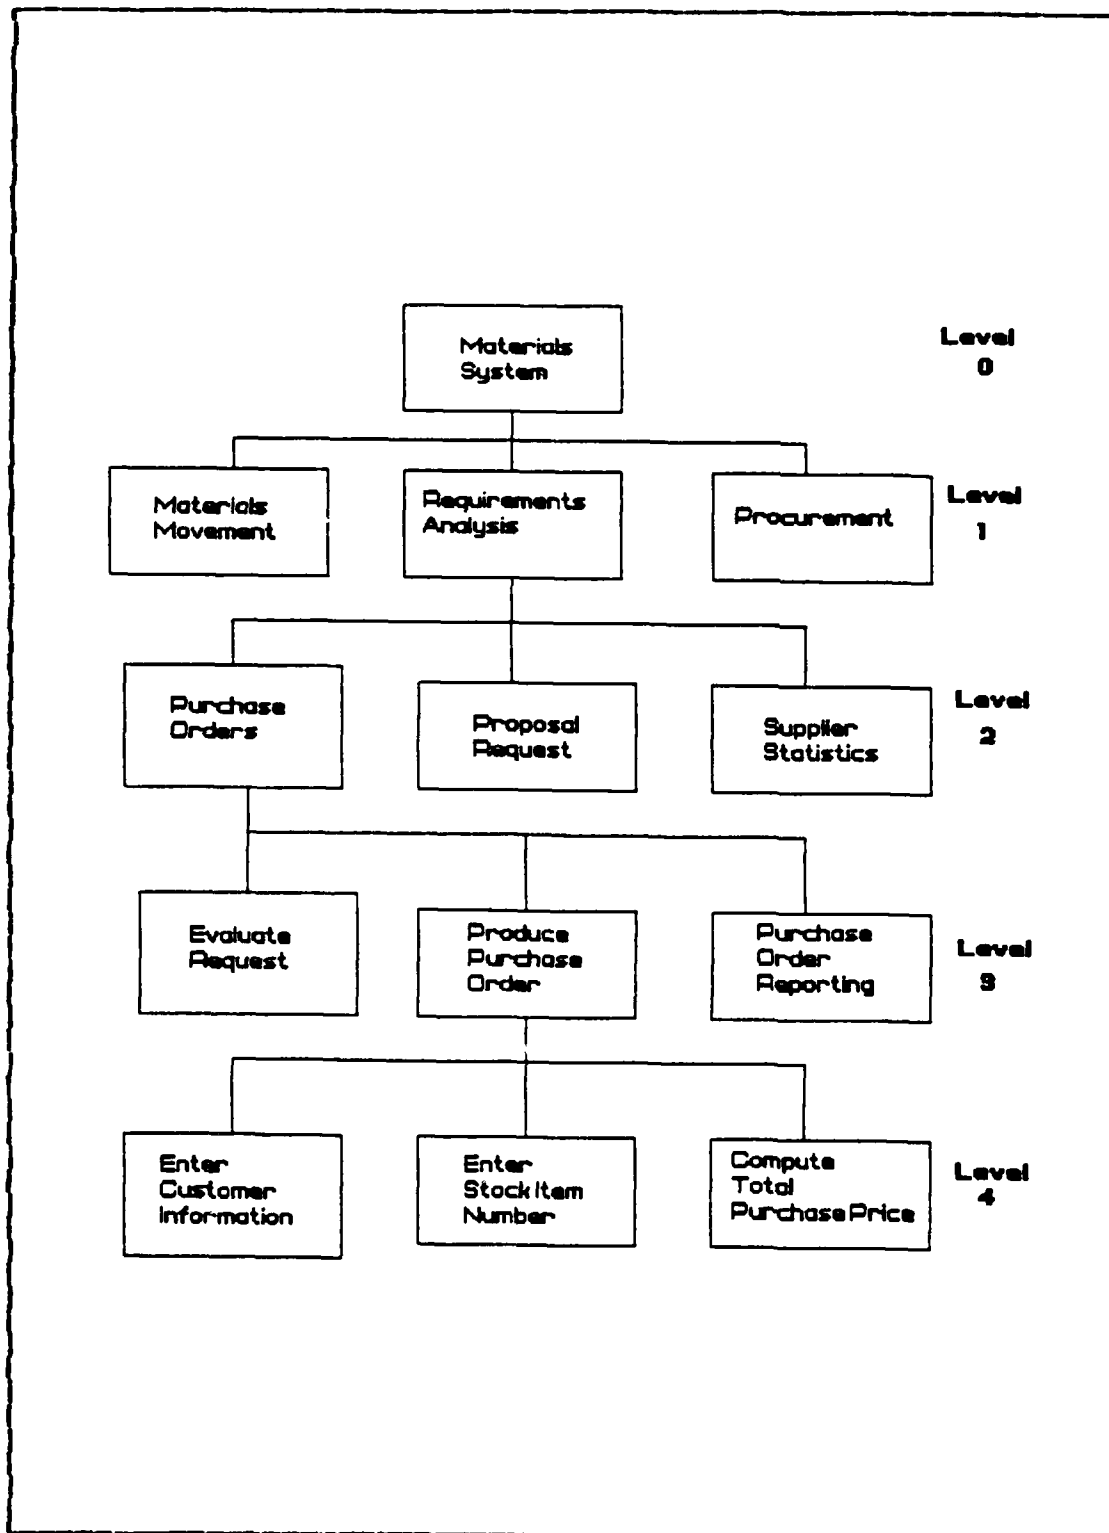 Materials
System
Level
0
Materials
Movement
Requirements
Analysis
Procurement
Level
1
Purchase
Orders
Proposal
Request
Supplier
Statistics
Level
2
Evaluate
Request
Produce
Purchase
Order
Purchase
Order
Reporting
Level
3
Enter
Customer
Information
Enter
Stock Item
Number
Compute
Total
Purchase Price
Level
4